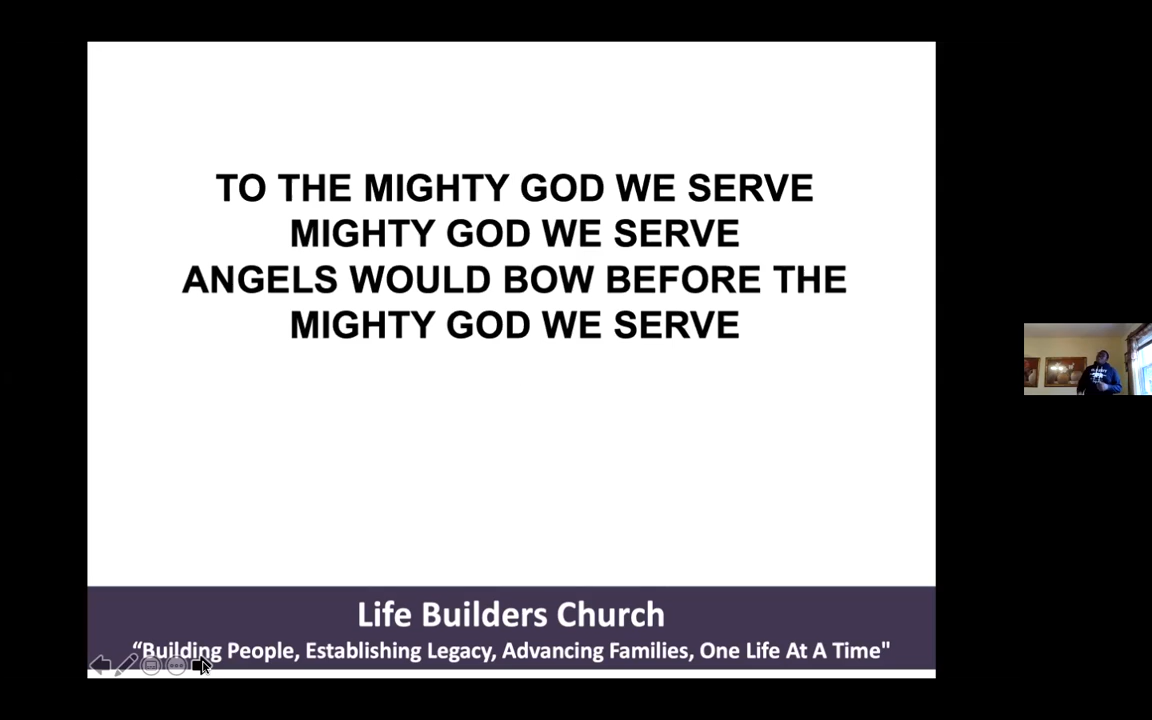 TO THE MIGHTY GOD WE SERVE
MIGHTY GOD WE SERVE
ANGELS WOULD BOW BEFORE THE
MIGHTY GOD WE SERVE
Life Builders Church
“Building People, Establishing Legacy, Advancing Families, One Life At A Time"